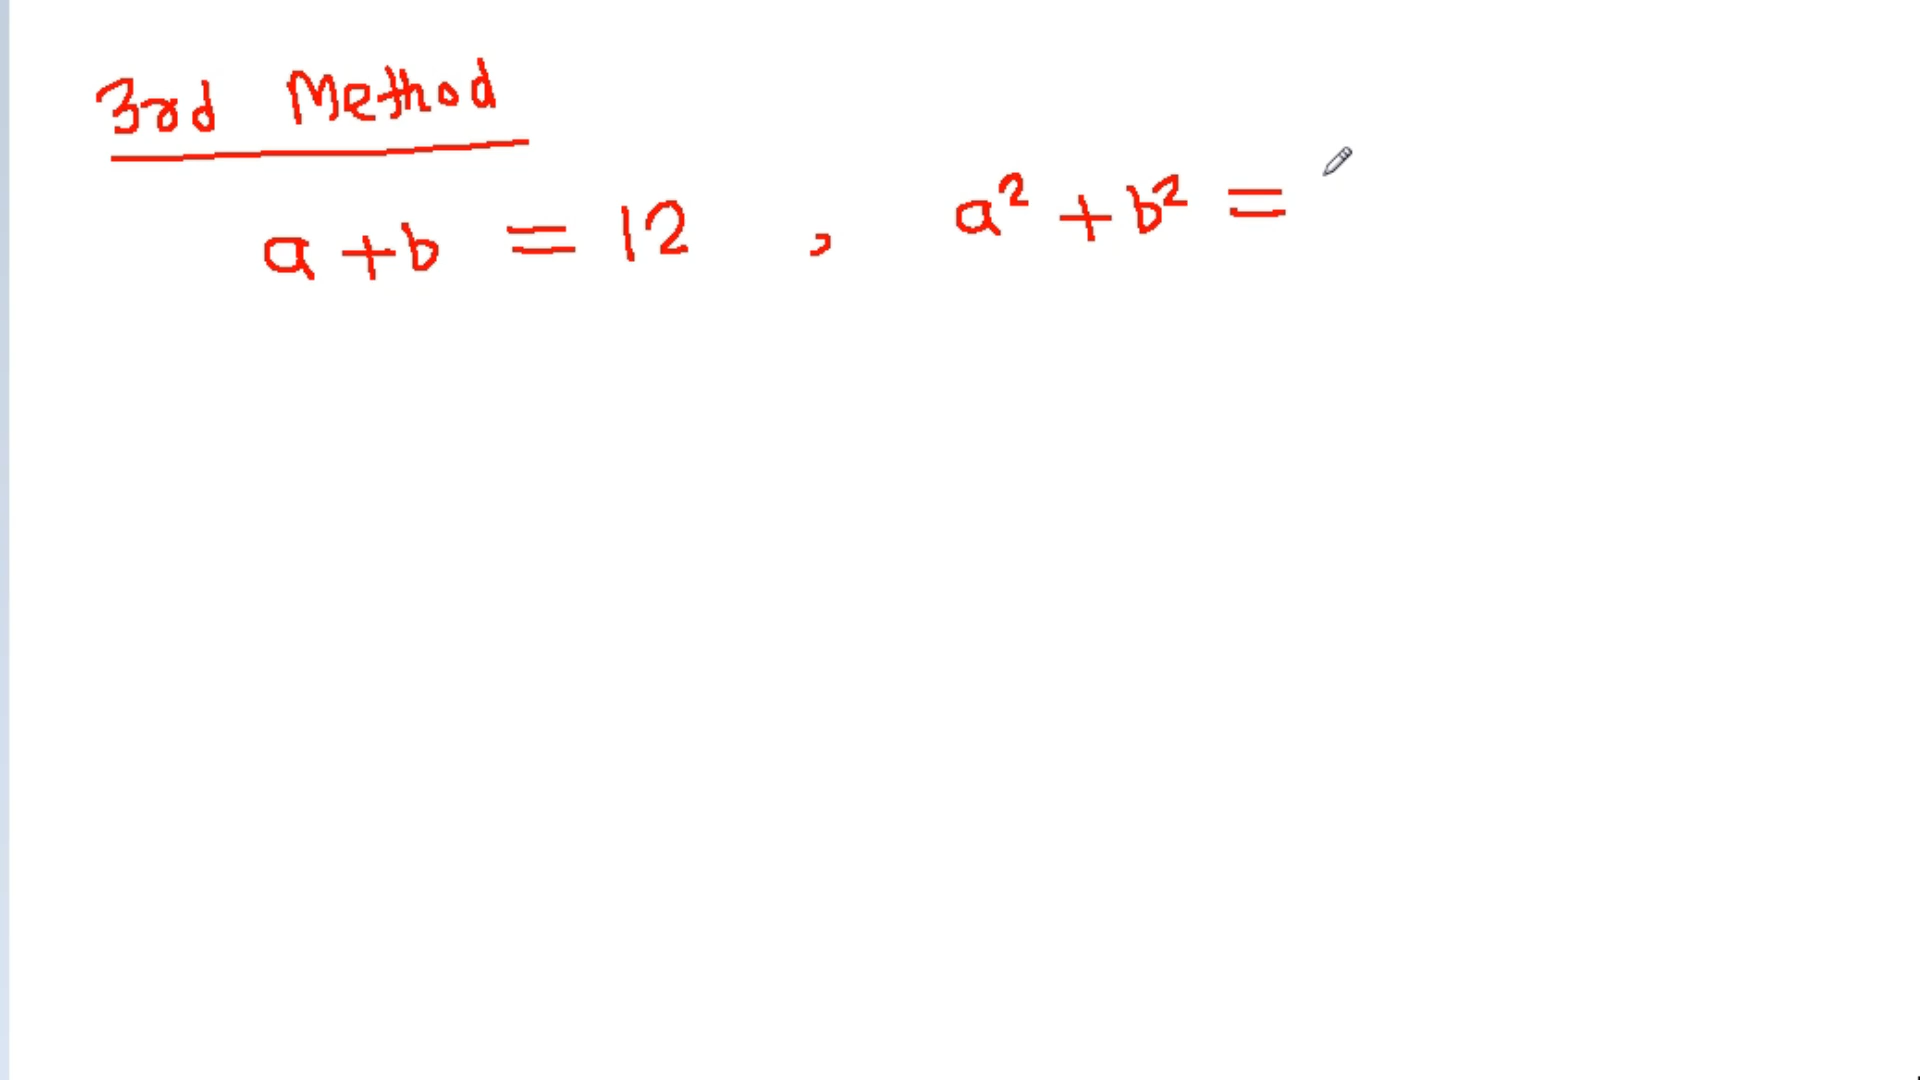 3rd Method
a + b = 12 , a² + b² =